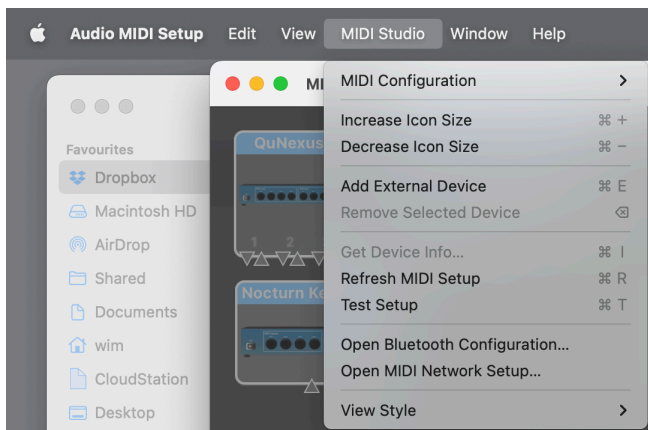 Audio MIDI Setup Edit View MIDI Studio Window Help
MI
MIDI Configuration
Increase Icon Size ⌘ +
Decrease Icon Size ⌘ −
Add External Device ⌘ E
Remove Selected Device ⌫
Get Device Info... ⌘ I
Refresh MIDI Setup ⌘ R
Test Setup ⌘ T
Open Bluetooth Configuration...
Open MIDI Network Setup...
View Style
Favourites
Dropbox
Macintosh HD
AirDrop
Shared
Documents
wim
CloudStation
Desktop
QuNexus
1 2
Nocturn Ke